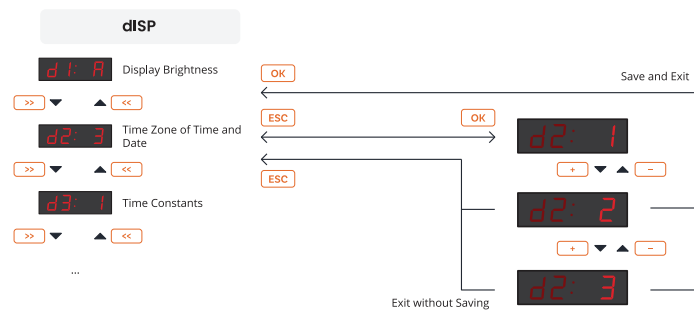 dISP
d1: A
Display Brightness
OK
Save and Exit
>>
<<
ESC
OK
d2: 3
Time Zone of Time and
Date
d2: 1
>>
<<
ESC
+
−
d3: 1
Time Constants
d2: 2
>>
<<
+
−
...
d2: 3
Exit without Saving